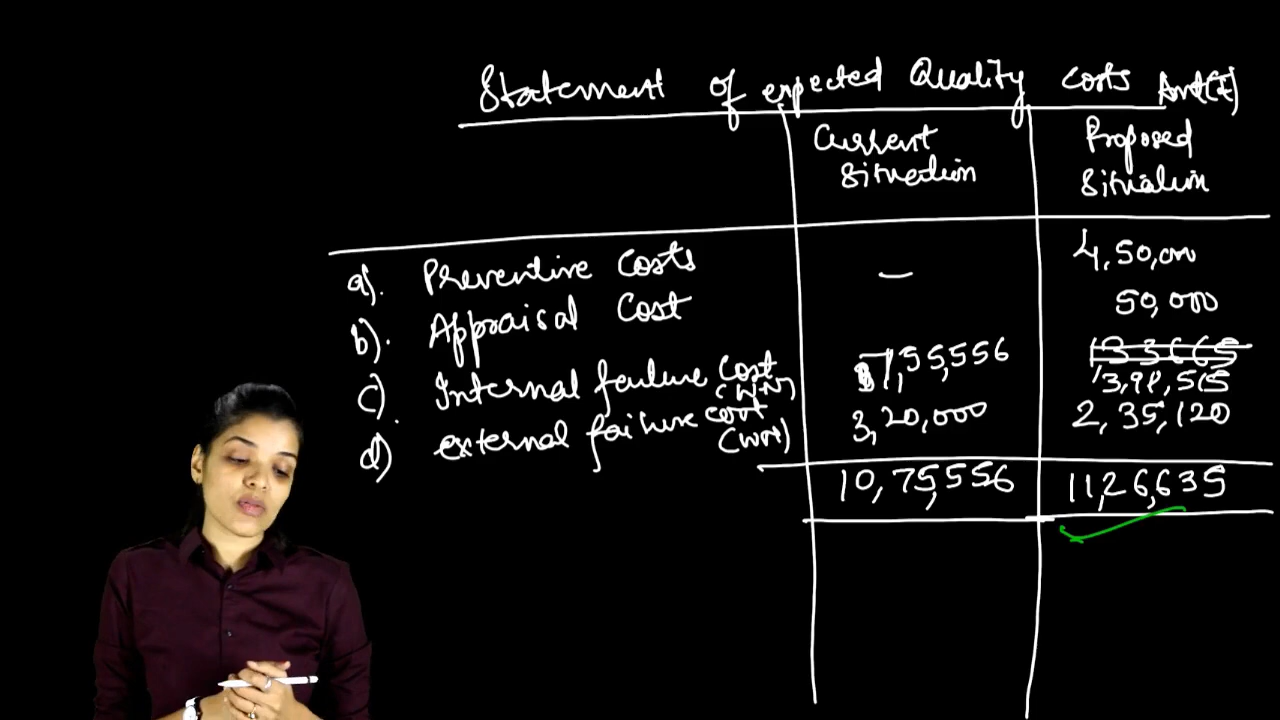 Statement of expected Quality costs Amt(₹)
Current Situation
Proposed Situation
a). Preventive Costs — 4,50,000
b). Appraisal Cost 50,000
c). Internal failure cost (WN) 7,55,556 3,91,515
d). external failure cost (WN) 3,20,000 2,35,120
10,75,556 11,26,635